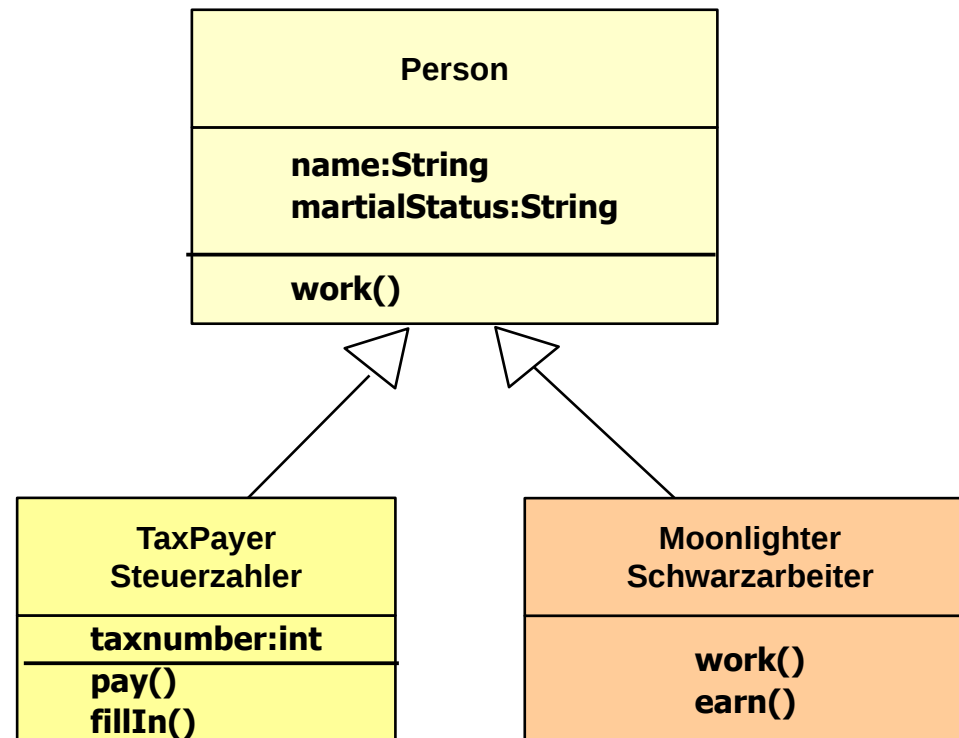 Person
name:String
martialStatus:String
work()
TaxPayer
Steuerzahler
taxnumber:int
pay()
fillIn()
Moonlighter
Schwarzarbeiter
work()
earn()